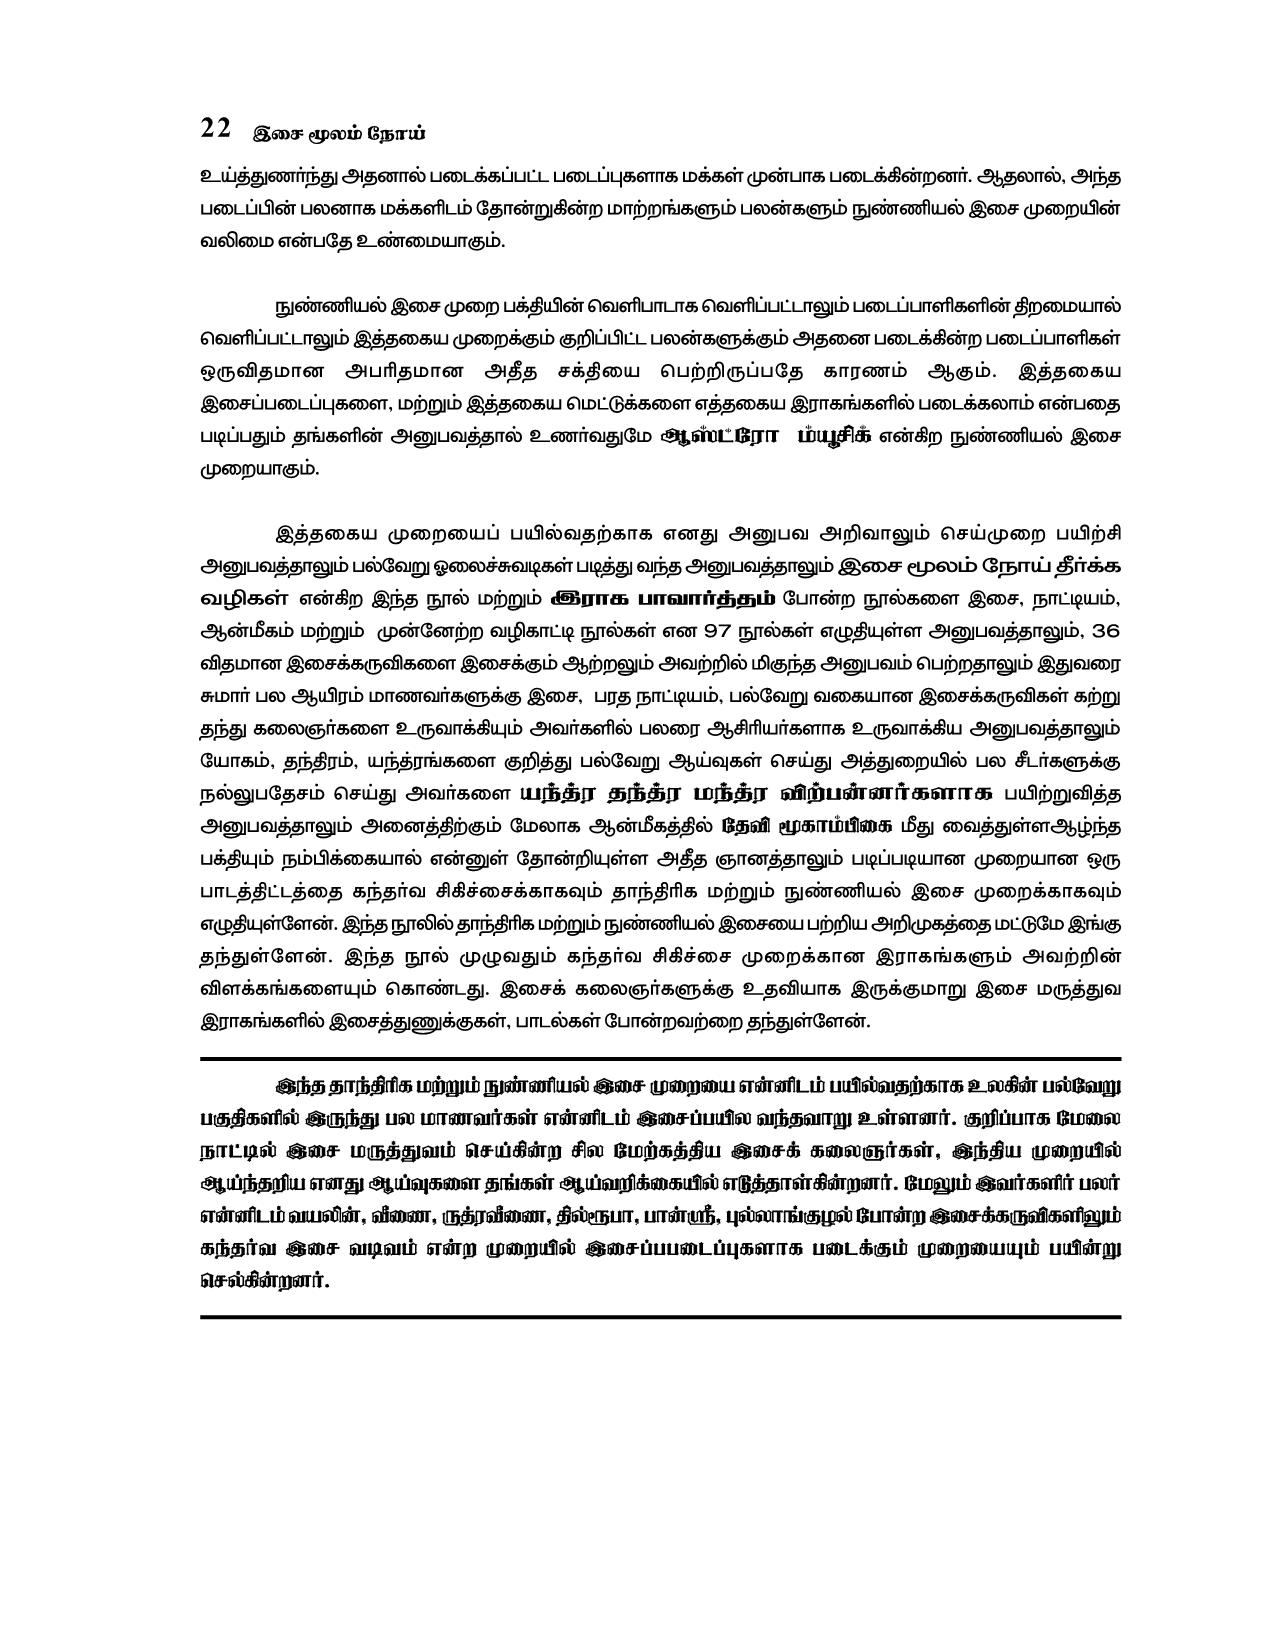 22 இசை மூலம் நோய்
உய்த்துணர்ந்து அதனால் படைக்கப்பட்ட படைப்புகளாக மக்கள் முன்பாக படைக்கின்றனர். ஆதலால், அந்த
படைப்பின் பலனாக மக்களிடம் தோன்றுகின்ற மாற்றங்களும் பலன்களும் நுண்ணியல் இசை முறையின்
வலிமை என்பதே உண்மையாகும்.
நுண்ணியல் இசை முறை பக்தியின் வெளிபாடாக வெளிப்பட்டாலும் படைப்பாளிகளின் திறமையால்
வெளிப்பட்டாலும் இத்தகைய முறைக்கும் குறிப்பிட்ட பலன்களுக்கும் அதனை படைக்கின்ற படைப்பாளிகள்
ஒருவிதமான அபரிதமான அதீத சக்தியை பெற்றிருப்பதே காரணம் ஆகும். இத்தகைய
இசைப்படைப்புகளை, மற்றும் இத்தகைய மெட்டுக்களை எத்தகைய இராகங்களில் படைக்கலாம் என்பதை
படிப்பதும் தங்களின் அனுபவத்தால் உணர்வதுமே ஆஸ்ட்ரோ ம்யூசிக் என்கிற நுண்ணியல் இசை
முறையாகும்.
இத்தகைய முறையைப் பயில்வதற்காக எனது அனுபவ அறிவாலும் செய்முறை பயிற்சி
அனுபவத்தாலும் பல்வேறு ஓலைச்சுவடிகள் படித்து வந்த அனுபவத்தாலும் இசை மூலம் நோய் தீர்க்க
வழிகள் என்கிற இந்த நூல் மற்றும் இராக பாவார்த்தம் போன்ற நூல்களை இசை, நாட்டியம்,
ஆன்மீகம் மற்றும் முன்னேற்ற வழிகாட்டி நூல்கள் என 97 நூல்கள் எழுதியுள்ள அனுபவத்தாலும், 36
விதமான இசைக்கருவிகளை இசைக்கும் ஆற்றலும் அவற்றில் மிகுந்த அனுபவம் பெற்றதாலும் இதுவரை
சுமார் பல ஆயிரம் மாணவர்களுக்கு இசை, பரத நாட்டியம், பல்வேறு வகையான இசைக்கருவிகள் கற்று
தந்து கலைஞர்களை உருவாக்கியும் அவர்களில் பலரை ஆசிரியர்களாக உருவாக்கிய அனுபவத்தாலும்
யோகம், தந்திரம், யந்த்ரங்களை குறித்து பல்வேறு ஆய்வுகள் செய்து அத்துறையில் பல சீடர்களுக்கு
நல்லுபதேசம் செய்து அவர்களை யந்த்ர தந்த்ர மந்த்ர விற்பன்னர்களாக பயிற்றுவித்த
அனுபவத்தாலும் அனைத்திற்கும் மேலாக ஆன்மீகத்தில் தேவி மூகாம்பிகை மீது வைத்துள்ளஆழ்ந்த
பக்தியும் நம்பிக்கையால் என்னுள் தோன்றியுள்ள அதீத ஞானத்தாலும் படிப்படியான முறையான ஒரு
பாடத்திட்டத்தை கந்தர்வ சிகிச்சைக்காகவும் தாந்திரிக மற்றும் நுண்ணியல் இசை முறைக்காகவும்
எழுதியுள்ளேன். இந்த நூலில் தாந்திரிக மற்றும் நுண்ணியல் இசையை பற்றிய அறிமுகத்தை மட்டுமே இங்கு
தந்துள்ளேன். இந்த நூல் முழுவதும் கந்தர்வ சிகிச்சை முறைக்கான இராகங்களும் அவற்றின்
விளக்கங்களையும் கொண்டது. இசைக் கலைஞர்களுக்கு உதவியாக இருக்குமாறு இசை மருத்துவ
இராகங்களில் இசைத்துணுக்குகள், பாடல்கள் போன்றவற்றை தந்துள்ளேன்.
இந்த தாந்திரிக மற்றும் நுண்ணியல் இசை முறையை என்னிடம் பயில்வதற்காக உலகின் பல்வேறு
பகுதிகளில் இருந்து பல மாணவர்கள் என்னிடம் இசைப்பயில வந்தவாறு உள்ளனர். குறிப்பாக மேலை
நாட்டில் இசை மருத்துவம் செய்கின்ற சில மேற்கத்திய இசைக் கலைஞர்கள், இந்திய முறையில்
ஆய்ந்தறிய எனது ஆய்வுகளை தங்கள் ஆய்வறிக்கையில் எடுத்தாள்கின்றனர். மேலும் இவர்களிர் பலர்
என்னிடம் வயலின், வீணை, ருத்ரவீணை, தில்ரூபா, பான்ஸ்ரீ, புல்லாங்குழல் போன்ற இசைக்கருவிகளிலும்
கந்தர்வ இசை வடிவம் என்ற முறையில் இசைப்பபடைப்புகளாக படைக்கும் முறையையும் பயின்று
செல்கின்றனர்.